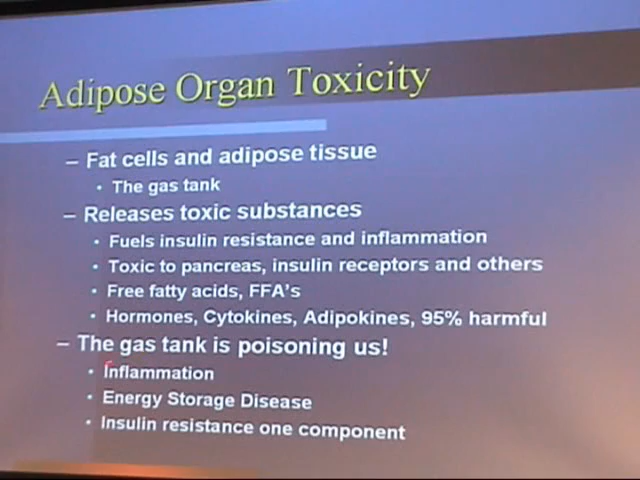 Adipose Organ Toxicity
– Fat cells and adipose tissue
• The gas tank
– Releases toxic substances
• Fuels insulin resistance and inflammation
• Toxic to pancreas, insulin receptors and others
• Free fatty acids, FFA's
• Hormones, Cytokines, Adipokines, 95% harmful
– The gas tank is poisoning us!
• Inflammation
• Energy Storage Disease
• Insulin resistance one component